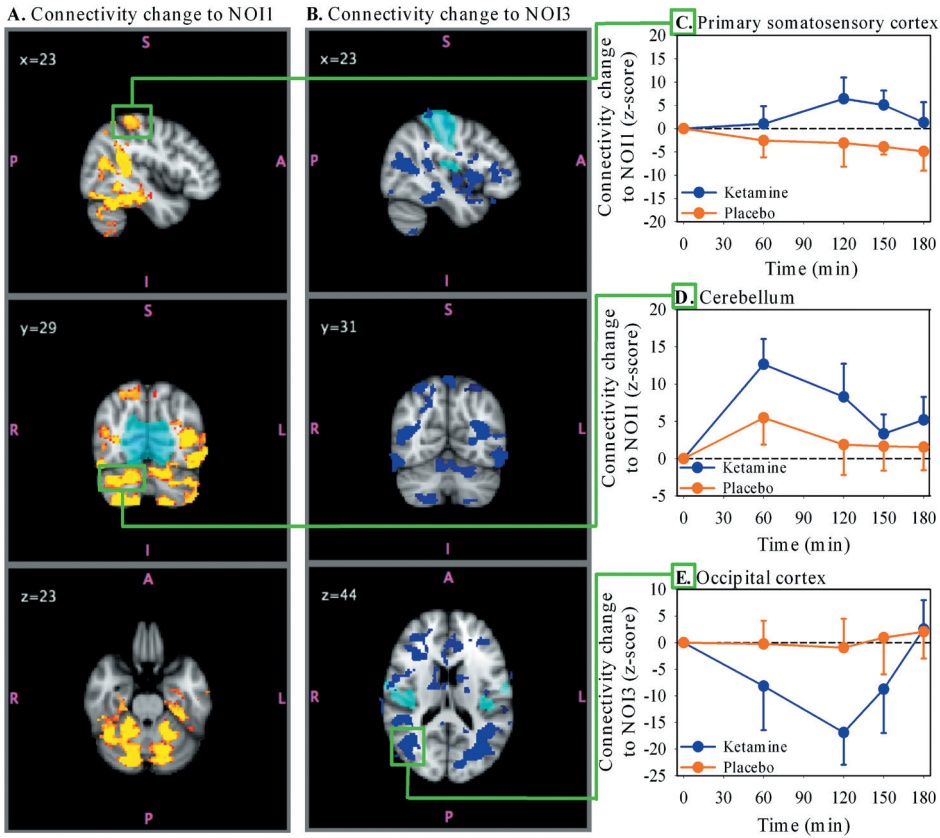 A. Connectivity change to NOI1
B. Connectivity change to NOI3
x=23
S
P
A
I
x=23
S
P
A
I
y=29
S
R
L
I
y=31
S
R
L
I
z=23
A
R
L
P
z=44
A
R
L
P
C. Primary somatosensory cortex
Connectivity change
to NOI1 (z-score)
20
15
10
5
0
-5
-10
-15
-20
Ketamine
Placebo
0 30 60 90 120 150 180
Time (min)
D. Cerebellum
Connectivity change
to NOI1 (z-score)
20
15
10
5
0
-5
Ketamine
Placebo
0 30 60 90 120 150 180
Time (min)
E. Occipital cortex
Connectivity change
to NOI3 (z-score)
10
5
0
-5
-10
-15
-20
-25
Ketamine
Placebo
0 30 60 90 120 150 180
Time (min)